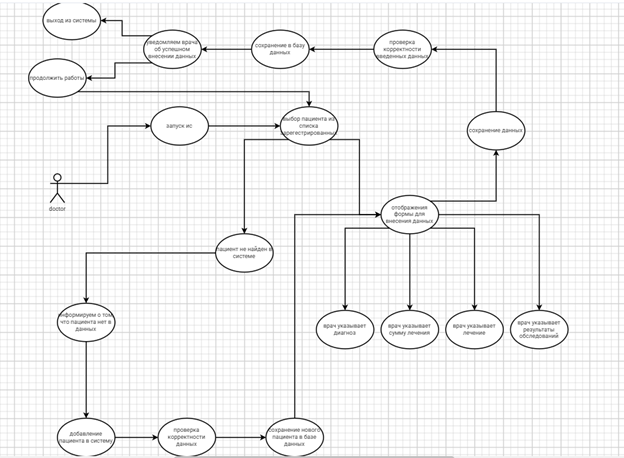 выход из системы
уведомляем врача
об успешном
внесении данных
сохранение в базу
данных
проверка
корректности
введенных данных
продолжить работы
запуск ис
выбор пациента из
списка
зарегестрированных
сохранение данных
doctor
отображения
формы для
внесения данных
пациент не найден в
системе
информируем о том,
что пациента нет в
данных
врач указывает
диагноз
врач указывает
сумму лечения
врач указывает
лечение
врач указывает
результаты
обследований
добавление
пациента в систему
проверка
корректности
данных
сохранение нового
пациента в базе
данных